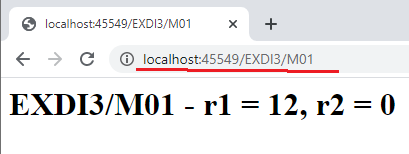 localhost:45549/EXDI3/M01
localhost:45549/EXDI3/M01
EXDI3/M01 - r1 = 12, r2 = 0